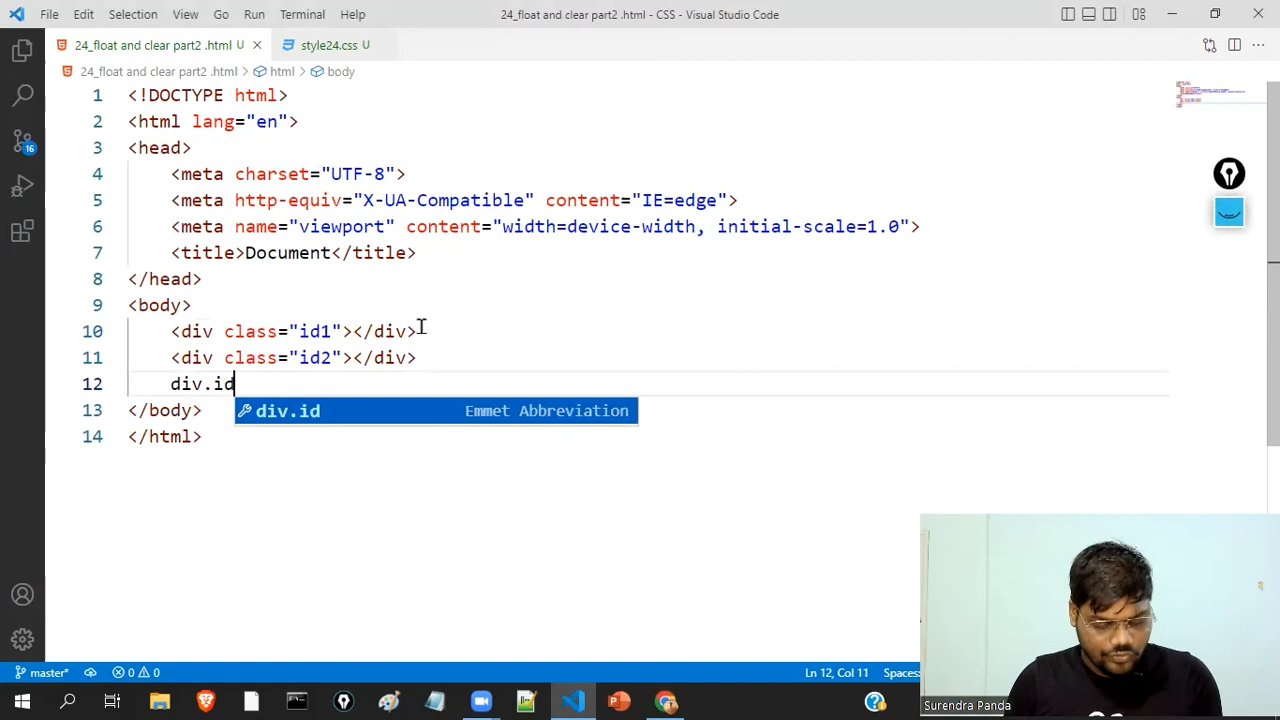 File Edit Selection View Go Run Terminal Help 24_float and clear part2 .html - CSS - Visual Studio Code
24_float and clear part2 .html U style24.css U
24_float and clear part2 .html > html > body
1 <!DOCTYPE html>
2 <html lang="en">
3 <head>
4 <meta charset="UTF-8">
5 <meta http-equiv="X-UA-Compatible" content="IE=edge">
6 <meta name="viewport" content="width=device-width, initial-scale=1.0">
7 <title>Document</title>
8 </head>
9 <body>
10 <div class="id1"></div>
11 <div class="id2"></div>
12 div.id
div.id Emmet Abbreviation
13 </body>
14 </html>
16
master* 0 0 Ln 12, Col 11 Spaces:
Surendra Panda